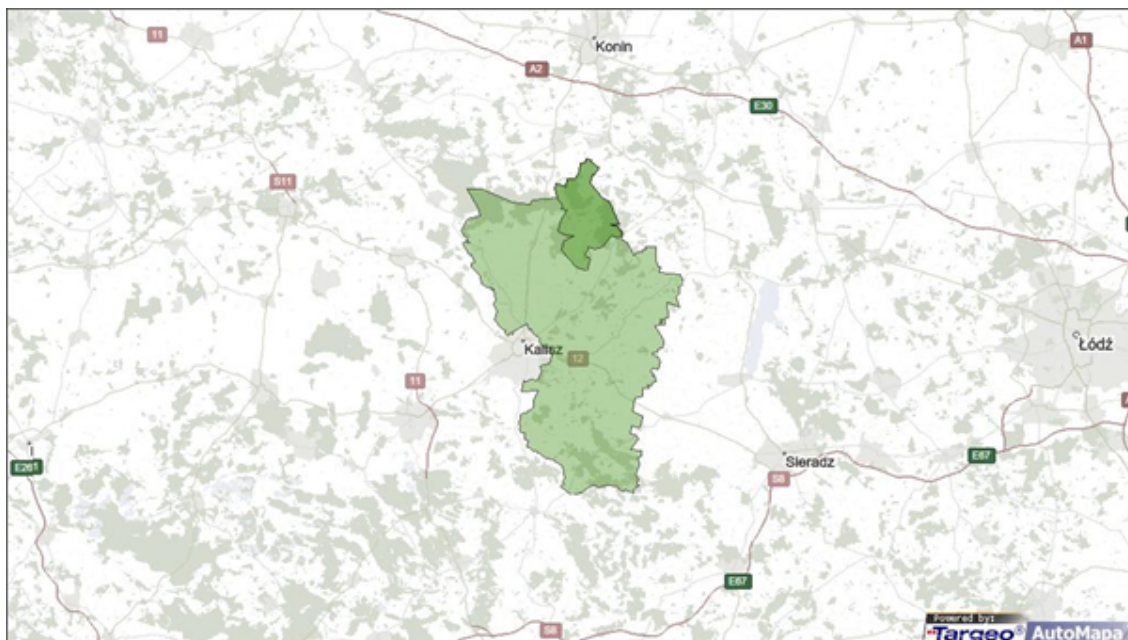 11
Konin
A1
A2
E30
S11
Kalisz
12
Łódź
11
E261
Sieradz
E67
S8
E67
S8
Powered by:
Targeo® AutoMapa